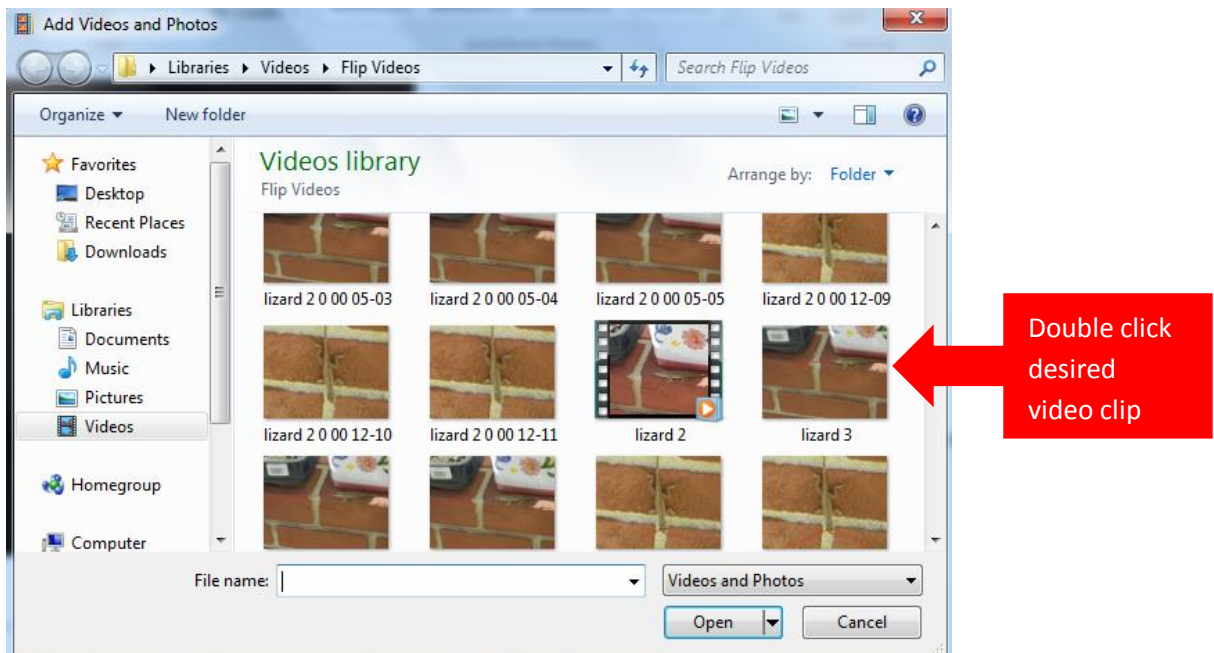 Add Videos and Photos
Libraries Videos Flip Videos
Search Flip Videos
Organize New folder
Favorites
Desktop
Recent Places
Downloads
Libraries
Documents
Music
Pictures
Videos
Homegroup
Computer
Videos library
Flip Videos
Arrange by: Folder
lizard 2 0 00 05-03 lizard 2 0 00 05-04 lizard 2 0 00 05-05 lizard 2 0 00 12-09
lizard 2 0 00 12-10 lizard 2 0 00 12-11 lizard 2 lizard 3
Double click
desired
video clip
File name:
Videos and Photos
Open Cancel